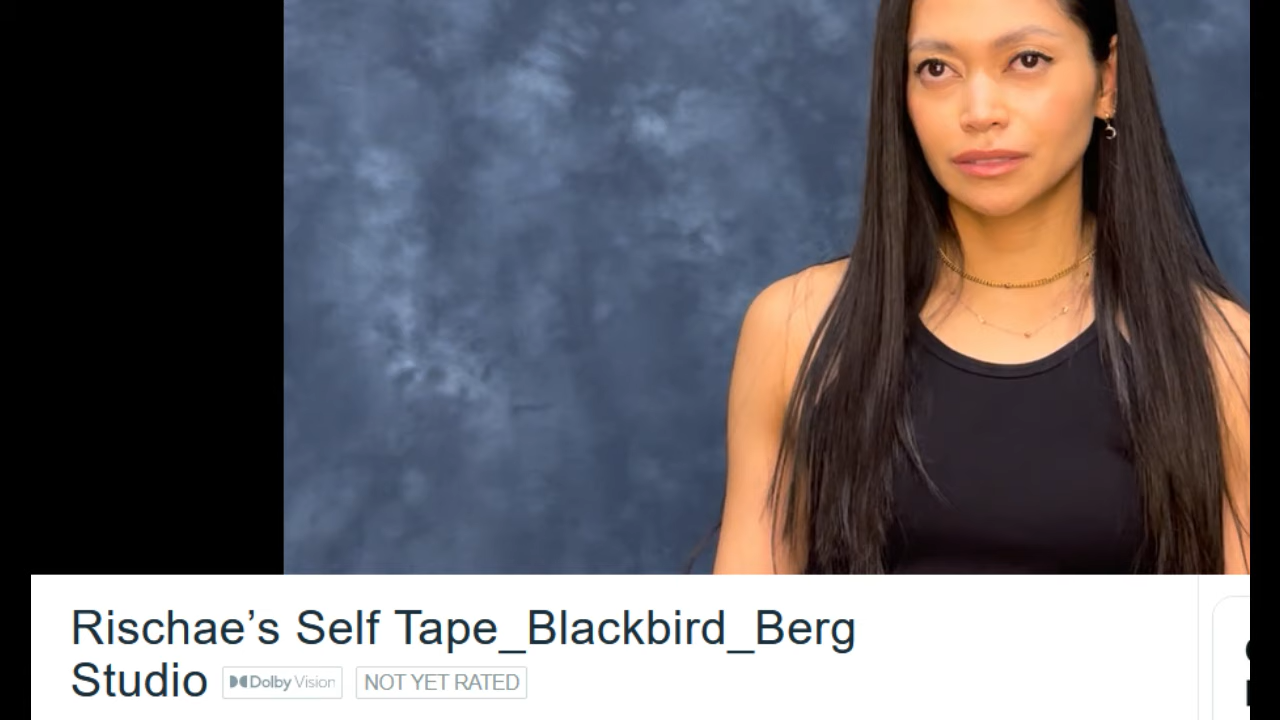 Rischae’s Self Tape_Blackbird_Berg
Studio Dolby Vision NOT YET RATED